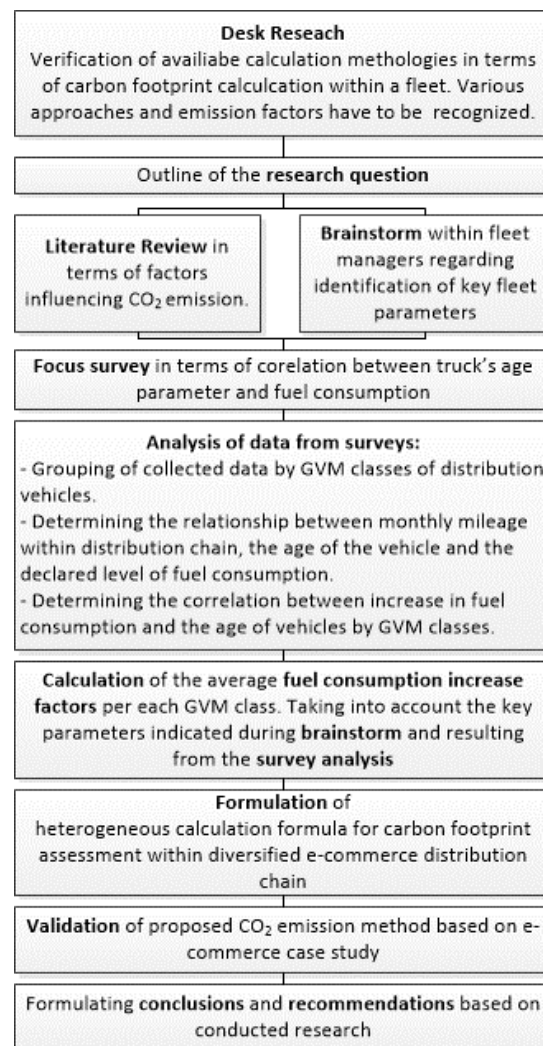 Desk Reseach
Verification of availiabe calculation methologies in terms
of carbon footprint calculcation within a fleet. Various
approaches and emission factors have to be  recognized.
Outline of the research question
Literature Review in
terms of factors
influencing CO₂ emission.
Brainstorm within fleet
managers regarding
identification of key fleet
parameters
Focus survey in terms of corelation between truck's age
parameter and fuel consumption
Analysis of data from surveys:
- Grouping of collected data by GVM classes of distribution
vehicles.
- Determining the relationship between monthly mileage
within distribution chain, the age of the vehicle and the
declared level of fuel consumption.
- Determining the correlation between increase in fuel
consumption and the age of vehicles by GVM classes.
Calculation of the average fuel consumption increase
factors per each GVM class. Taking into account the key
parameters indicated during brainstorm and resulting
from the survey analysis
Formulation of
heterogeneous calculation formula for carbon footprint
assessment within diversified e-commerce distribution
chain
Validation of proposed CO₂ emission method based on e-
commerce case study
Formulating conclusions and recommendations based on
conducted research